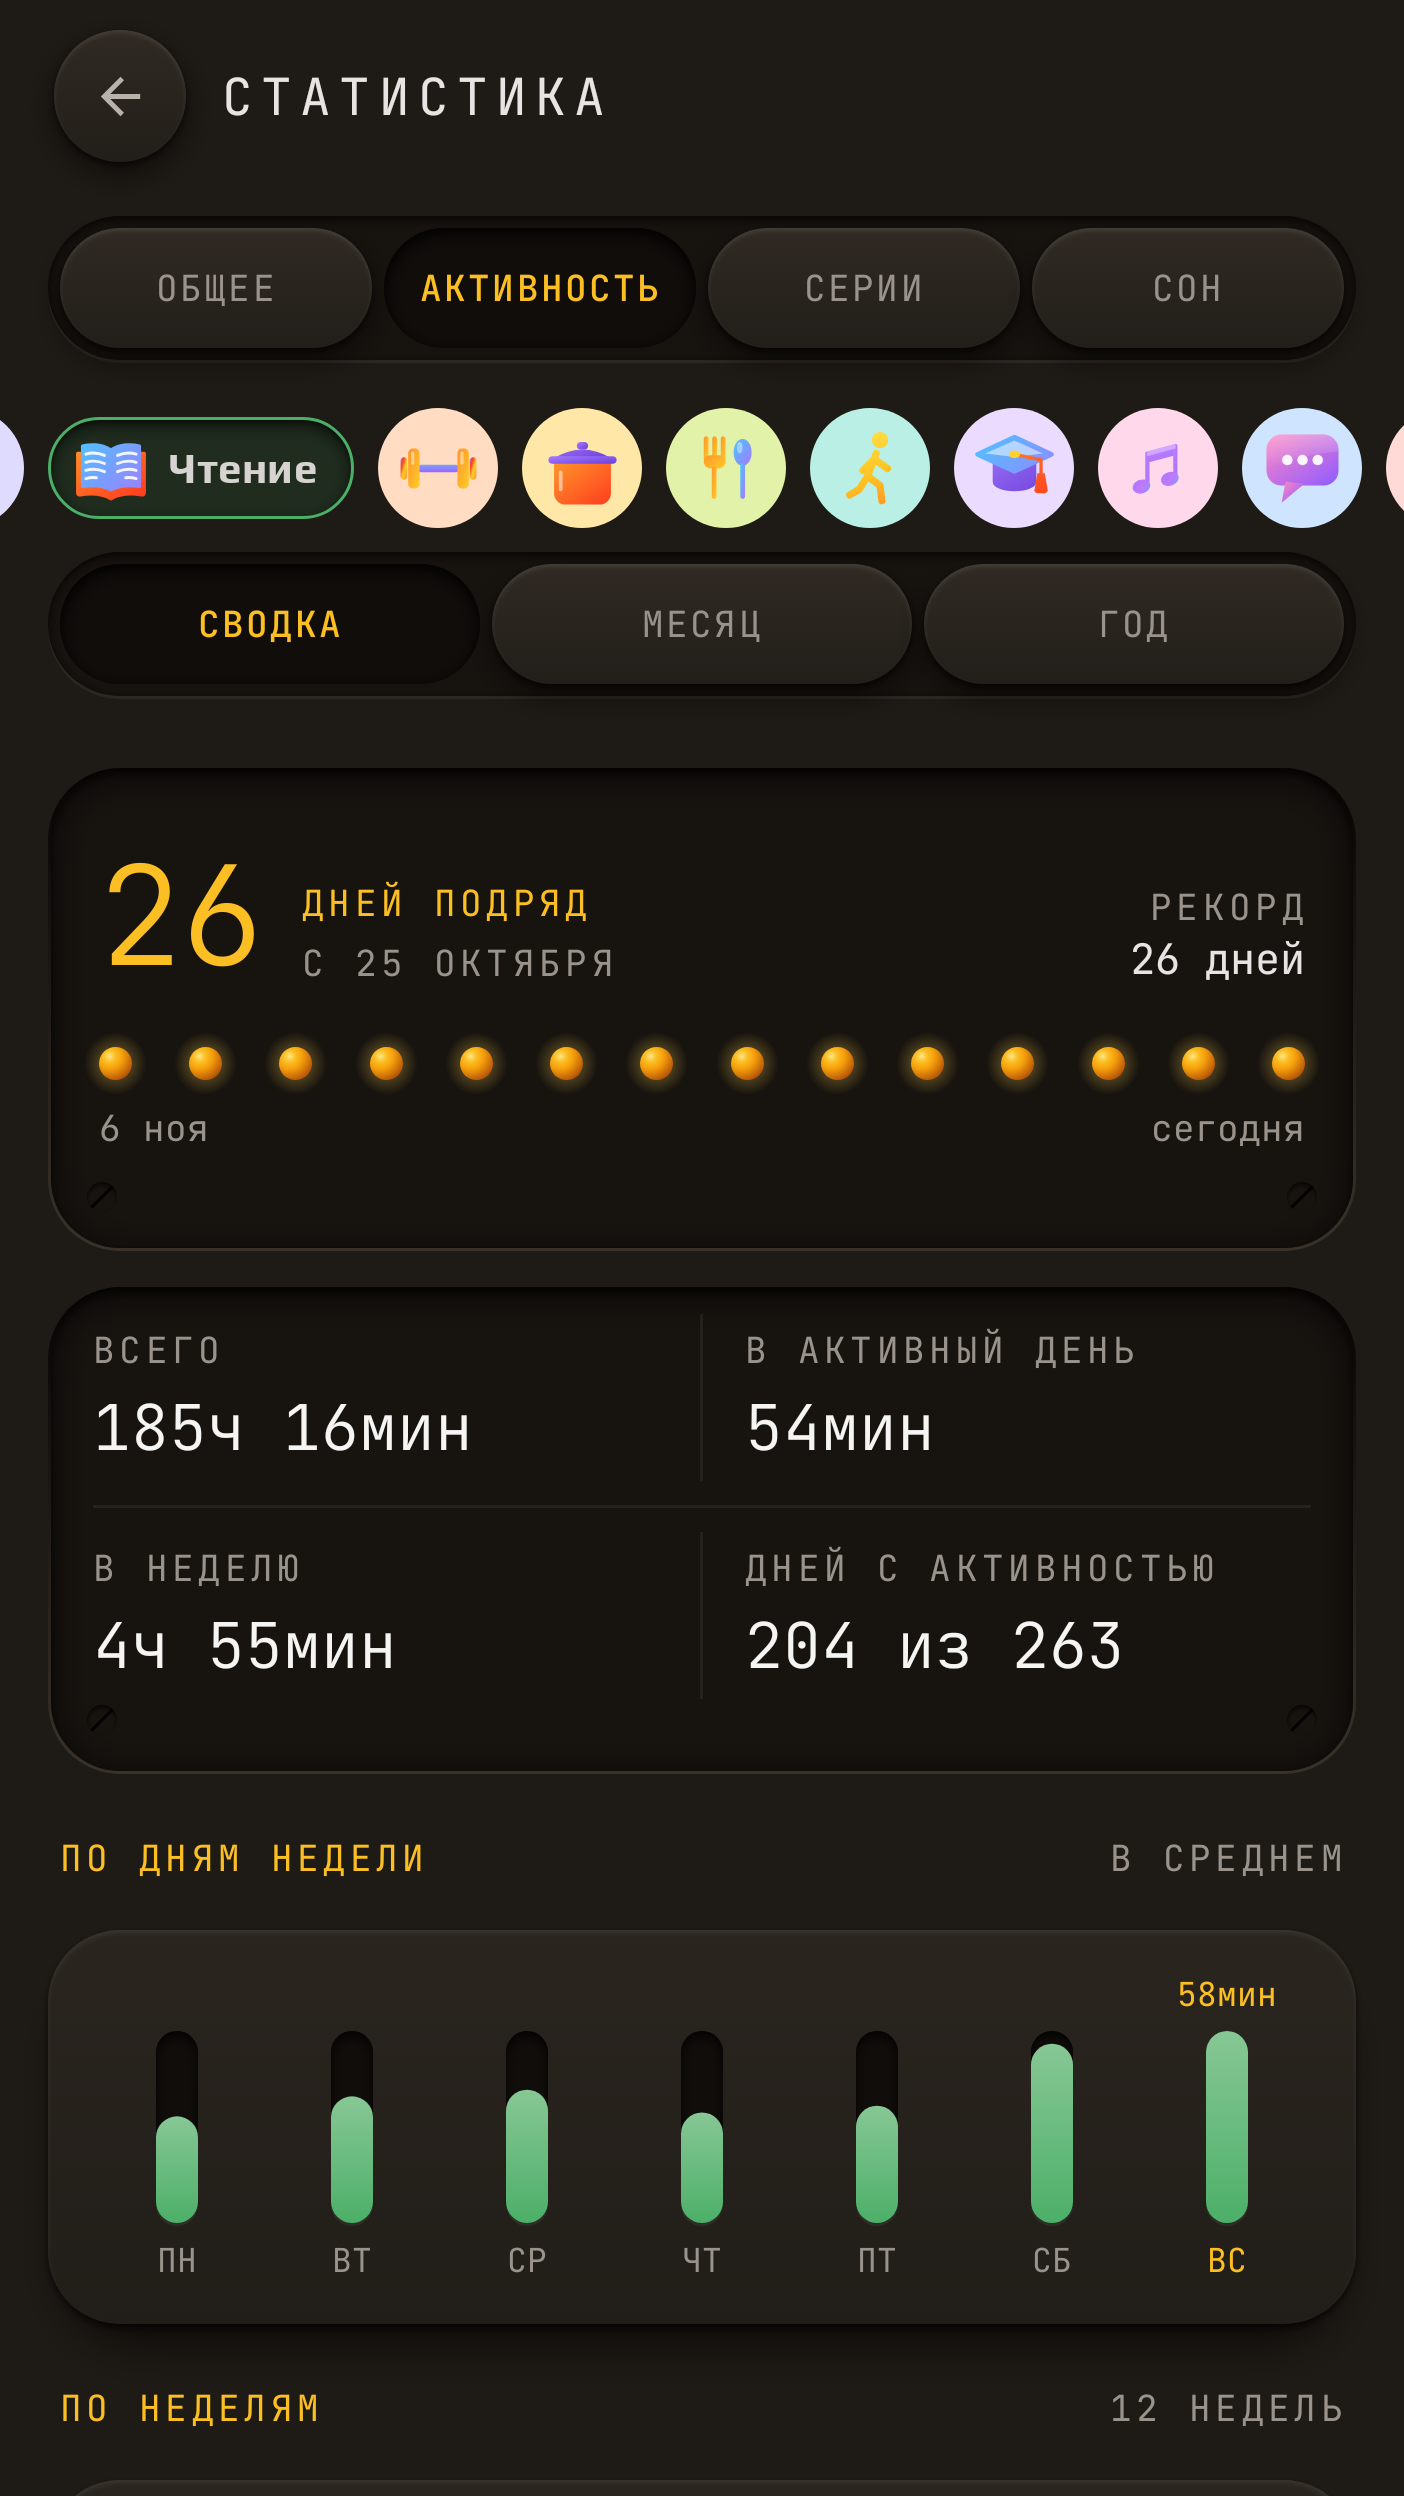 СТАТИСТИКА
ОБЩЕЕ АКТИВНОСТЬ СЕРИИ СОН
Чтение
СВОДКА МЕСЯЦ ГОД
26 ДНЕЙ ПОДРЯД
С 25 ОКТЯБРЯ
РЕКОРД
26 дней
6 ноя сегодня
ВСЕГО
185ч 16мин
В АКТИВНЫЙ ДЕНЬ
54мин
В НЕДЕЛЮ
4ч 55мин
ДНЕЙ С АКТИВНОСТЬЮ
204 из 263
ПО ДНЯМ НЕДЕЛИ В СРЕДНЕМ
58мин
ПН ВТ СР ЧТ ПТ СБ ВС
ПО НЕДЕЛЯМ 12 НЕДЕЛЬ